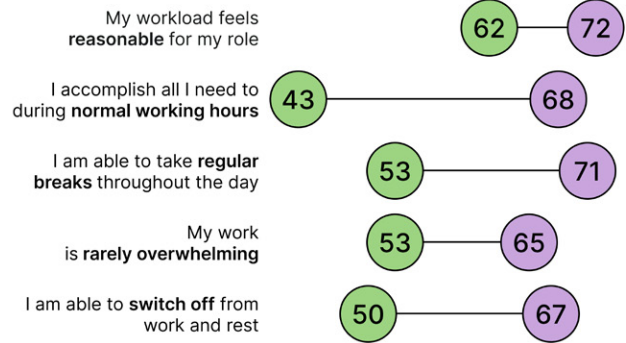 My workload feels
reasonable for my role
62 72
I accomplish all I need to
during normal working hours
43 68
I am able to take regular
breaks throughout the day
53 71
My work
is rarely overwhelming
53 65
I am able to switch off from
work and rest
50 67